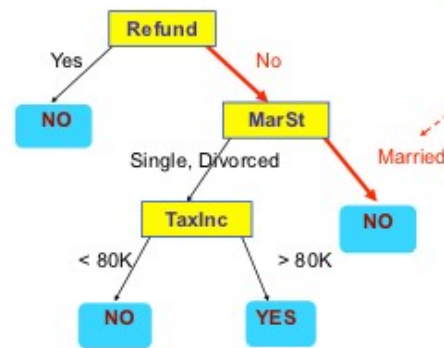 Refund
Yes
No
NO
MarSt
Single, Divorced
Married
TaxInc
NO
< 80K
> 80K
NO
YES